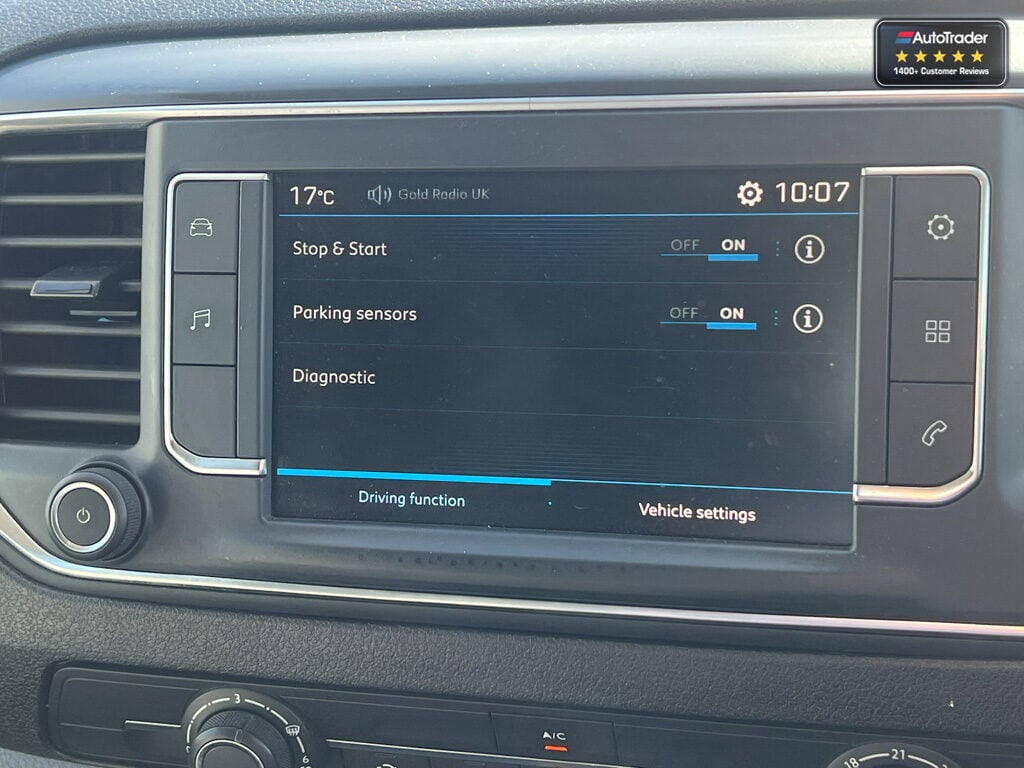 AutoTrader
1400+ Customer Reviews
17°C Gold Radio UK 10:07
Stop & Start OFF ON
Parking sensors OFF ON
Diagnostic
Driving function Vehicle settings
3
A/C
6
18 21